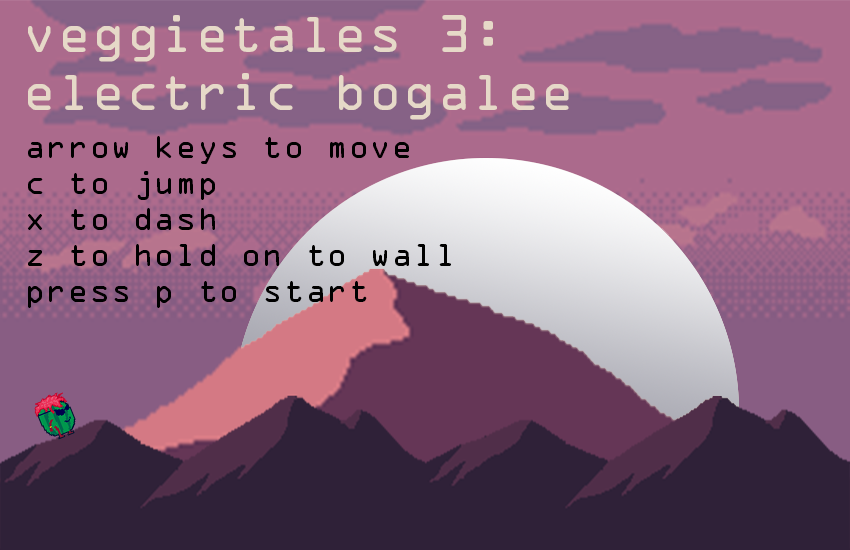 veggietales 3:
electric bogalee
arrow keys to move
c to jump
x to dash
z to hold on to wall
press p to start